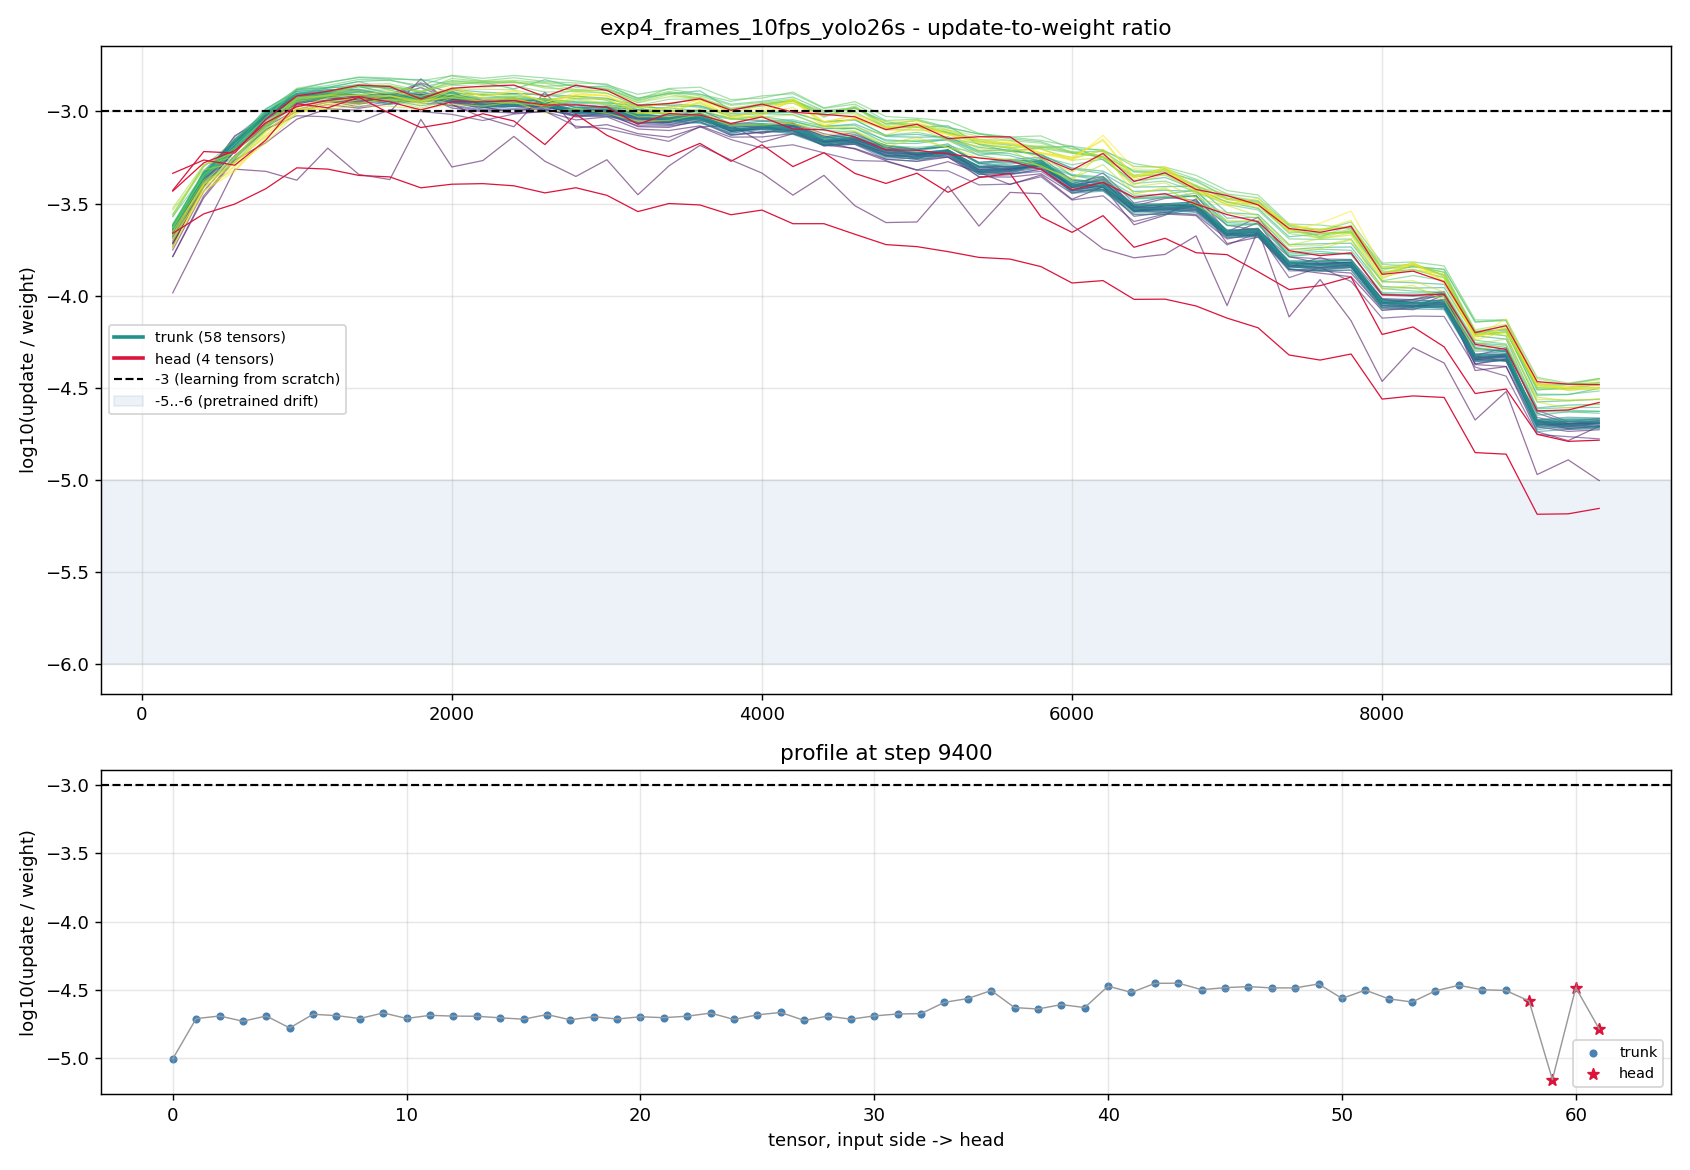 exp4_frames_10fps_yolo26s - update-to-weight ratio
log10(update / weight)
−3.0
−3.5
−4.0
−4.5
−5.0
−5.5
−6.0
trunk (58 tensors)
head (4 tensors)
-3 (learning from scratch)
-5..-6 (pretrained drift)
0
2000
4000
6000
8000
profile at step 9400
log10(update / weight)
−3.0
−3.5
−4.0
−4.5
−5.0
trunk
head
0
10
20
30
40
50
60
tensor, input side -> head